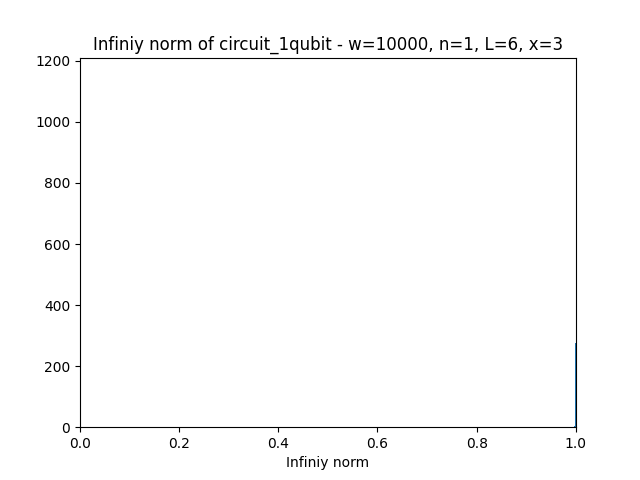 Infiniy norm of circuit_1qubit - w=10000, n=1, L=6, x=3
1200
1000
800
600
400
200
0
0.0 0.2 0.4 0.6 0.8 1.0
Infiniy norm